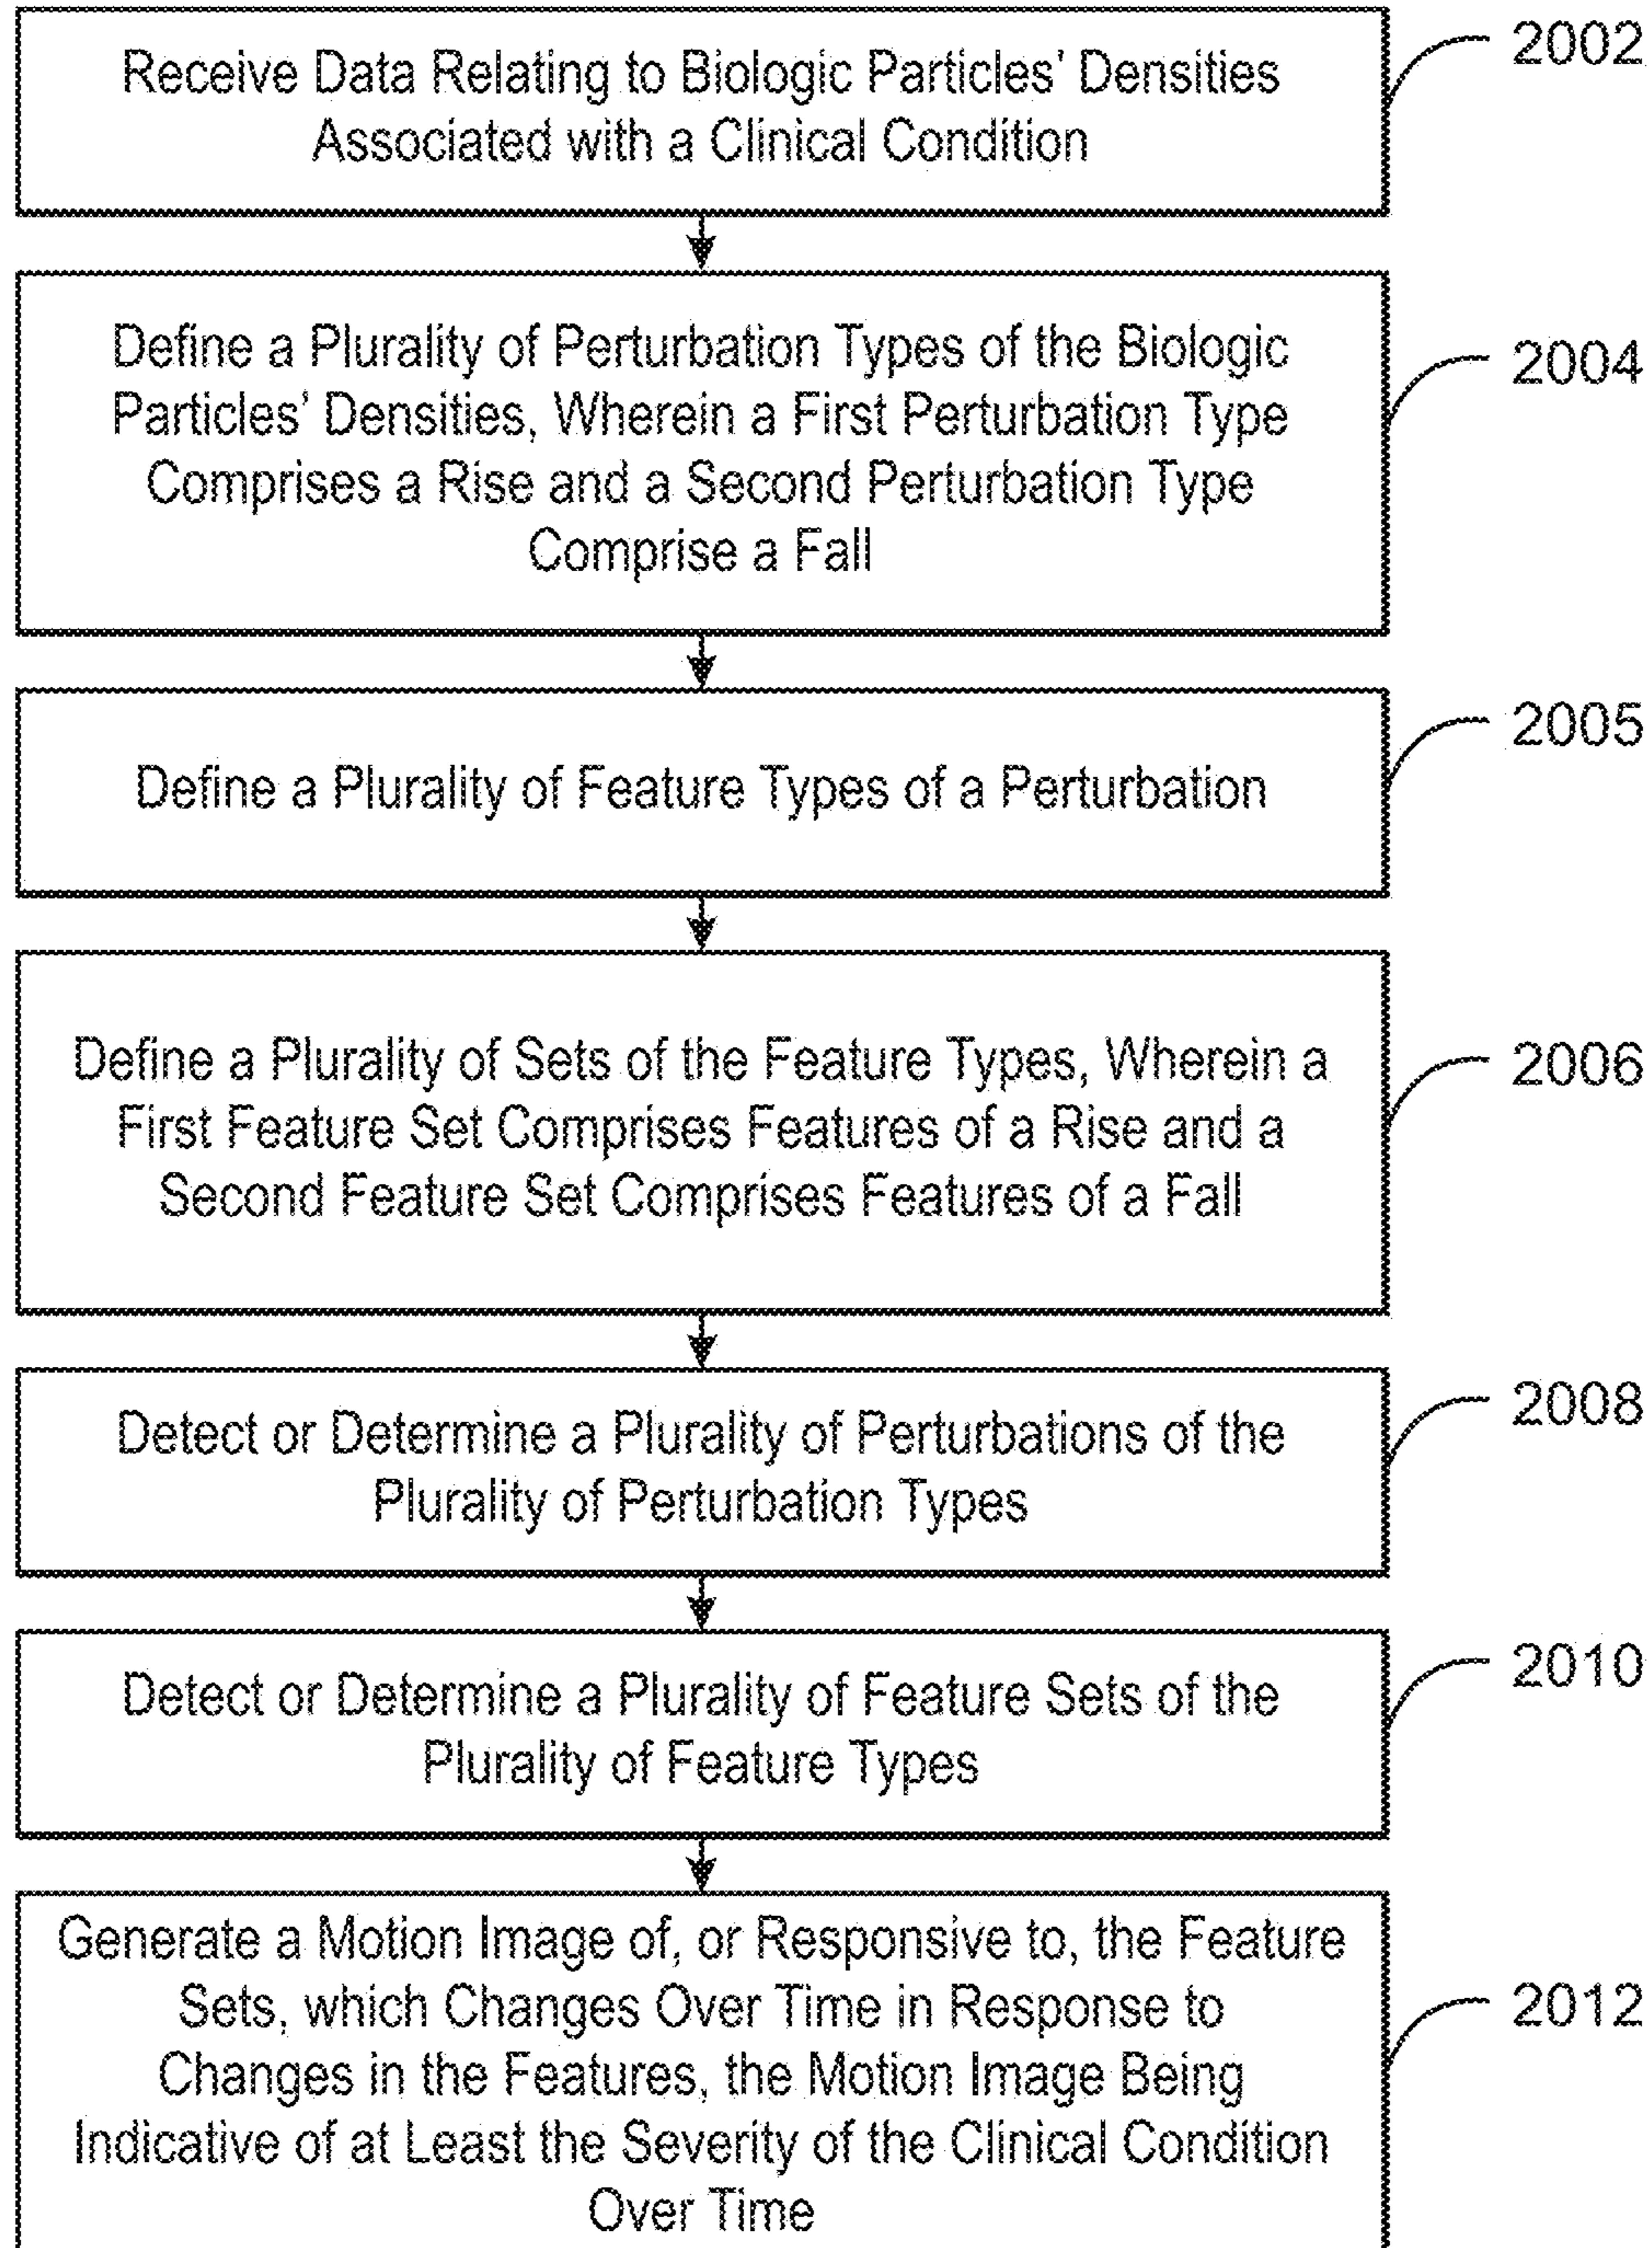 Receive Data Relating to Biologic Particles' Densities
Associated with a Clinical Condition
2002
Define a Plurality of Perturbation Types of the Biologic
Particles' Densities, Wherein a First Perturbation Type
Comprises a Rise and a Second Perturbation Type
Comprise a Fall
2004
Define a Plurality of Feature Types of a Perturbation
2005
Define a Plurality of Sets of the Feature Types, Wherein a
First Feature Set Comprises Features of a Rise and a
Second Feature Set Comprises Features of a Fall
2006
Detect or Determine a Plurality of Perturbations of the
Plurality of Perturbation Types
2008
Detect or Determine a Plurality of Feature Sets of the
Plurality of Feature Types
2010
Generate a Motion Image of, or Responsive to, the Feature
Sets, which Changes Over Time in Response to
Changes in the Features, the Motion Image Being
Indicative of at Least the Severity of the Clinical Condition
Over Time
2012